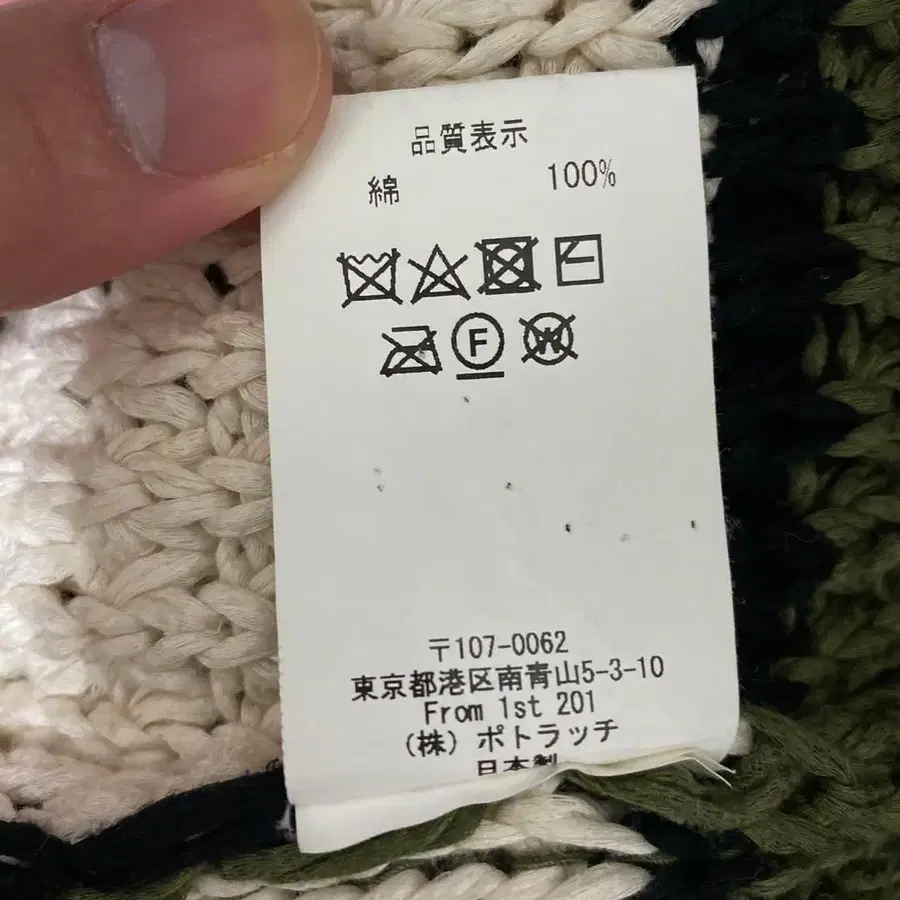 品質表示
綿 100%
F
W
〒107-0062
東京都港区南青山5-3-10
From 1st 201
(株) ポトラッチ
日本製